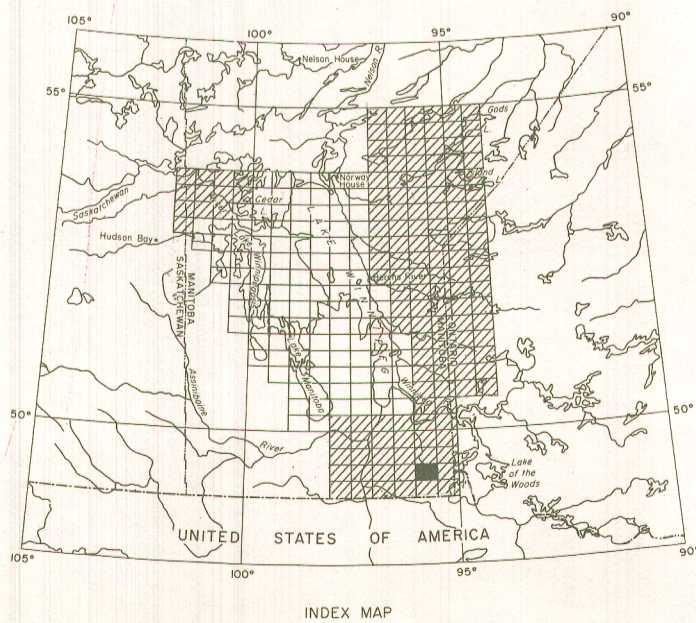 105°
100°
95°
90°
Nelson House
Nelson R
55°
55°
Gods
L.
Island
Norway
House
Cedar
L.
Saskatchewan
Hudson Bay
LAKE
WINNIPEG
MANITOBA
SASKATCHEWAN
Berens River
ONTARIO
MANITOBA
Lake
Manitoba
Winnipeg
Assiniboine
River
50°
50°
Lake
of the
Woods
UNITED STATES OF AMERICA
105°
100°
95°
90°
INDEX MAP